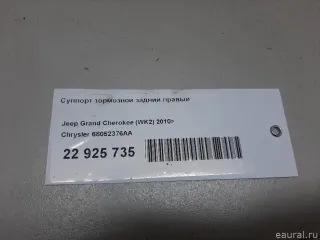 Суппорт тормозной задний правый
Jeep Grand Cherokee (WK2) 2010>
Chrysler 68052376AA
22 925 735
eaural.ru